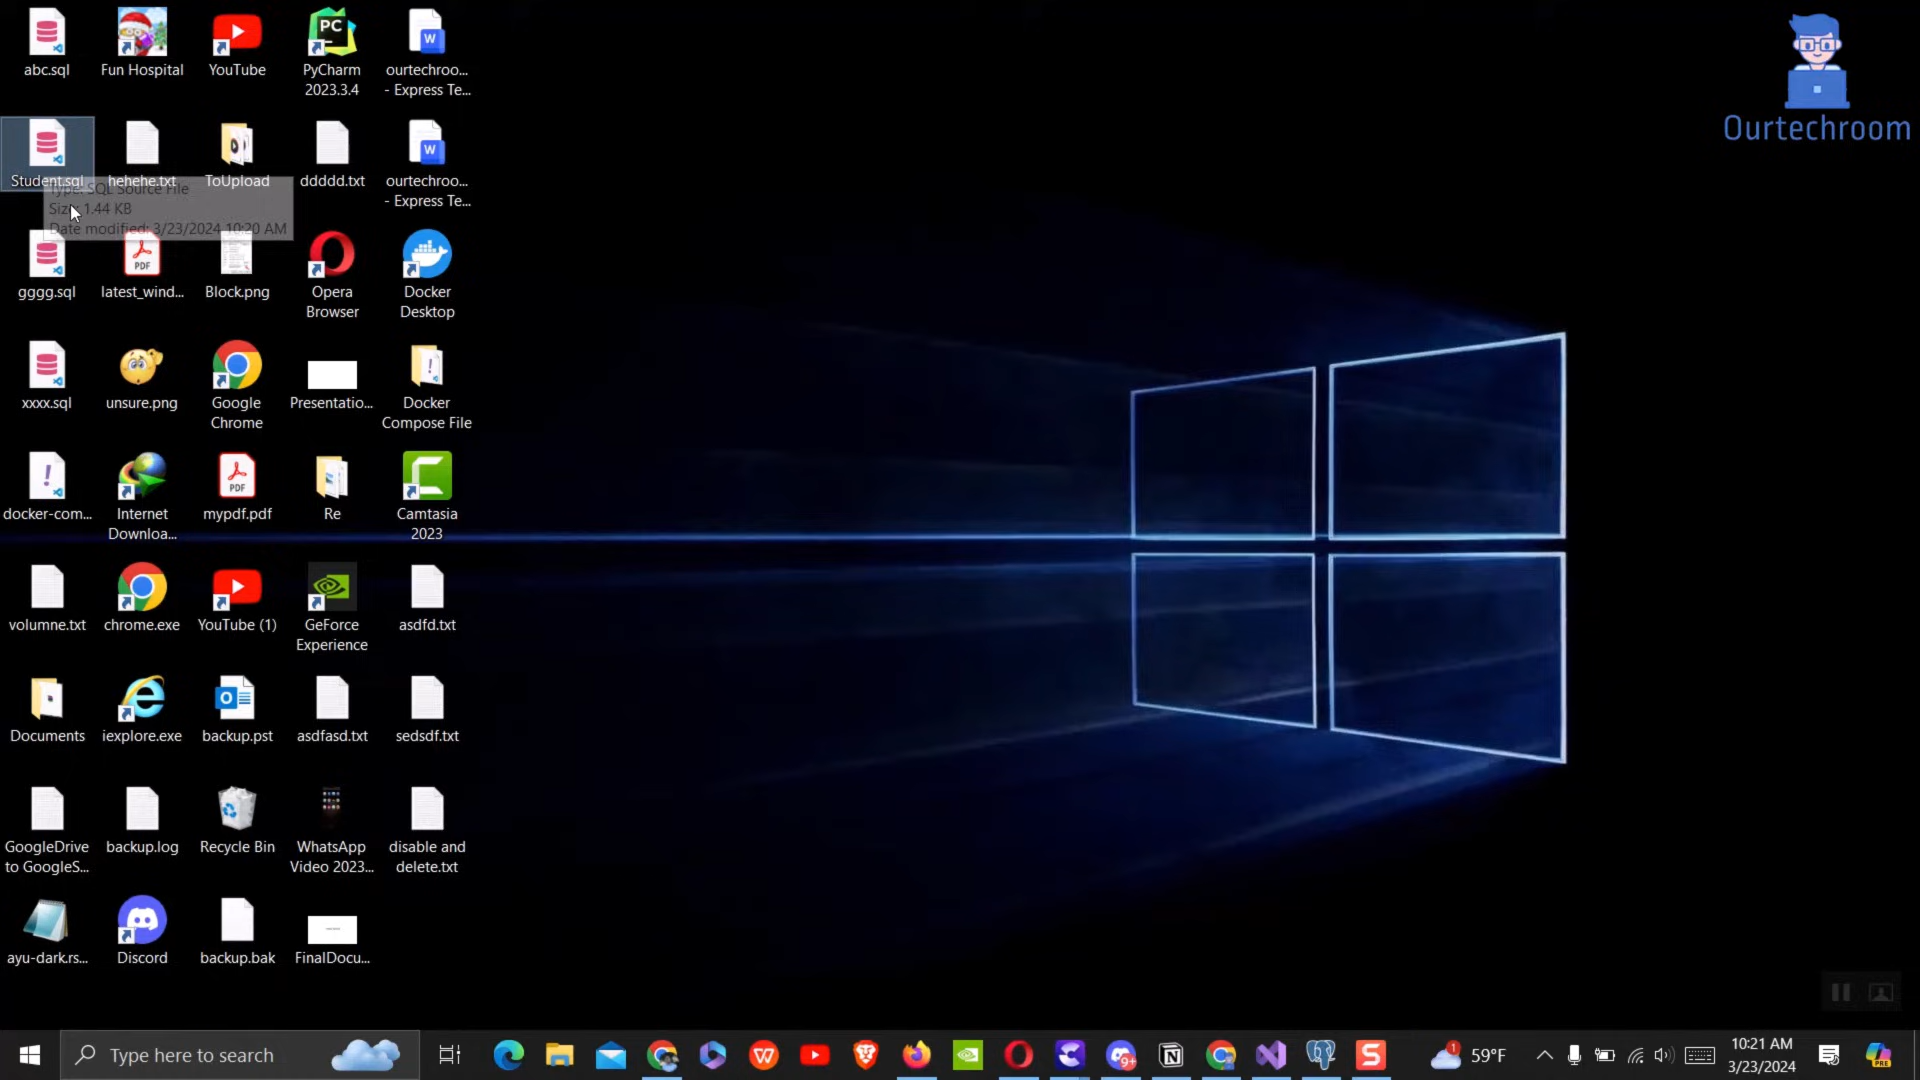 abc.sql
Fun Hospital
YouTube
PC
PyCharm
2023.3.4
W
ourtechroo...
- Express Te...
Ourtechroom
Student.sql
hehehe.txt
ToUpload
ddddd.txt
W
ourtechroo...
- Express Te...
Type: SQL Source File
Size: 1.44 KB
Date modified: 3/23/2024 10:20 AM
gggg.sql
PDF
latest_wind...
Block.png
Opera
Browser
Docker
Desktop
xxxx.sql
unsure.png
Google
Chrome
Presentatio...
!
Docker
Compose File
!
docker-com...
Internet
Downloa...
PDF
mypdf.pdf
Re
Camtasia
2023
volumne.txt
chrome.exe
YouTube (1)
GeForce
Experience
asdfd.txt
Documents
iexplore.exe
backup.pst
asdfasd.txt
sedsdf.txt
GoogleDrive
to GoogleS...
backup.log
Recycle Bin
WhatsApp
Video 2023...
disable and
delete.txt
ayu-dark.rs...
Discord
backup.bak
FinalDocu...
Type here to search
9+
1
59°F
10:21 AM
3/23/2024
PRE